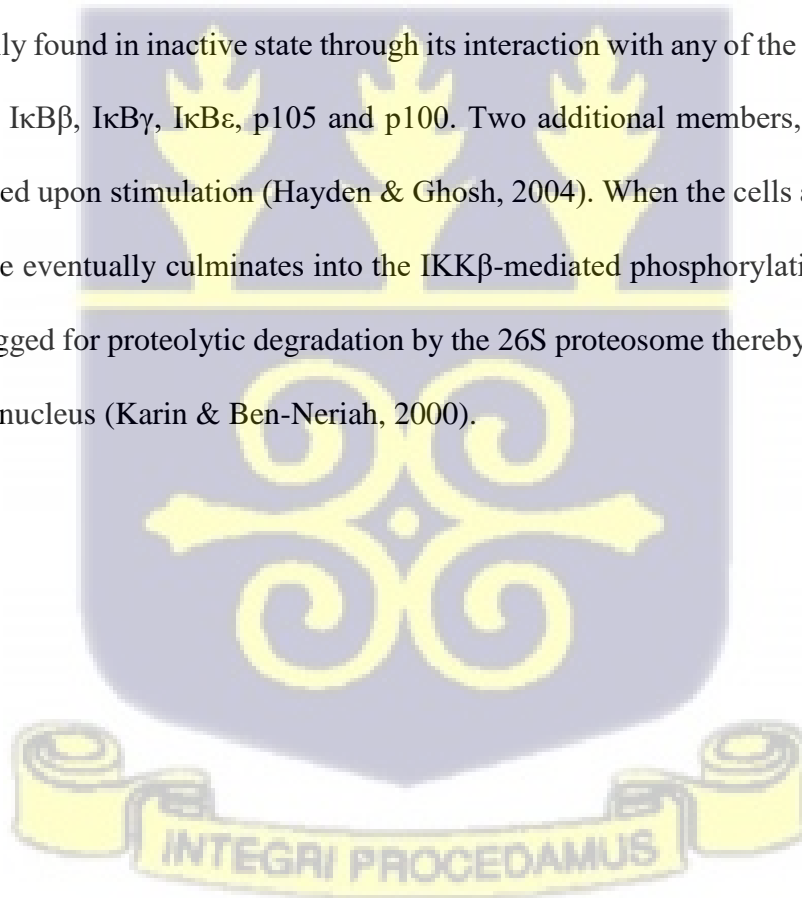 ly found in inactive state through its interaction with any of the
IκBβ, IκBγ, IκBε, p105 and p100. Two additional members,
ed upon stimulation (Hayden & Ghosh, 2004). When the cells a
e eventually culminates into the IKKβ-mediated phosphorylati
gged for proteolytic degradation by the 26S proteosome thereby
nucleus (Karin & Ben-Neriah, 2000).
INTEGRI PROCEDAMUS